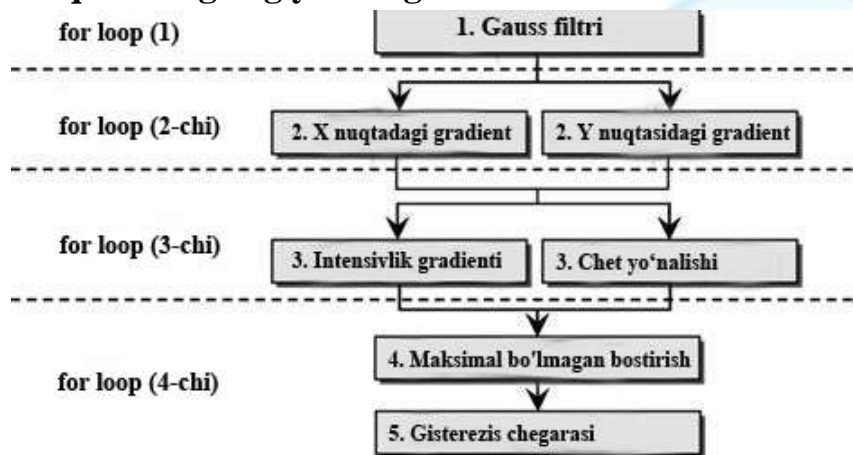 for loop (1)
1. Gauss filtri
for loop (2-chi)
2. X nuqtadagi gradient
2. Y nuqtasidagi gradient
for loop (3-chi)
3. Intensivlik gradienti
3. Chet yo‘nalishi
for loop (4-chi)
4. Maksimal bo'lmagan bostirish
5. Gisterezis chegarasi